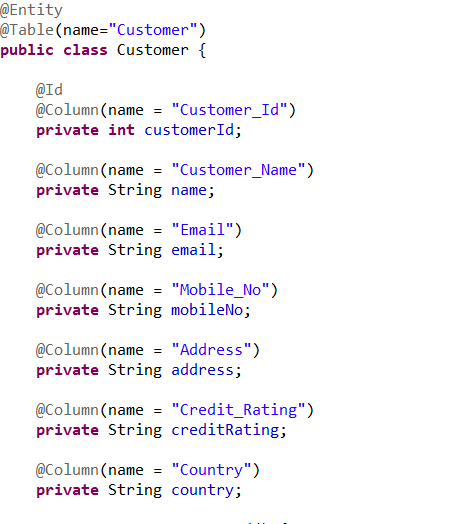 @Entity
@Table(name="Customer")
public class Customer {
@Id
@Column(name = "Customer_Id")
private int customerId;
@Column(name = "Customer_Name")
private String name;
@Column(name = "Email")
private String email;
@Column(name = "Mobile_No")
private String mobileNo;
@Column(name = "Address")
private String address;
@Column(name = "Credit_Rating")
private String creditRating;
@Column(name = "Country")
private String country;